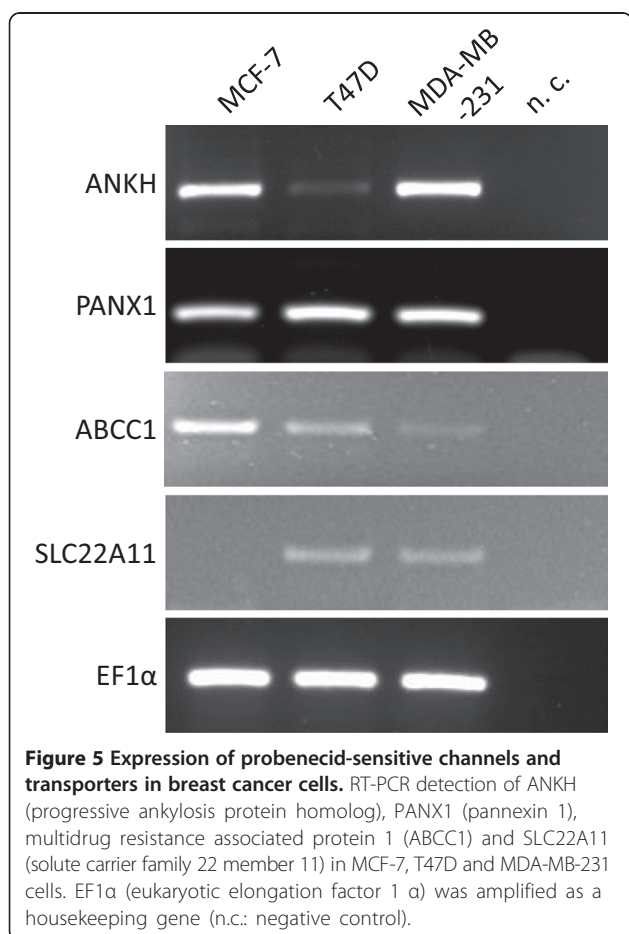 MCF-7
T47D
MDA-MB
-231
n. c.
ANKH
PANX1
ABCC1
SLC22A11
EF1α
Figure 5 Expression of probenecid-sensitive channels and
transporters in breast cancer cells. RT-PCR detection of ANKH
(progressive ankylosis protein homolog), PANX1 (pannexin 1),
multidrug resistance associated protein 1 (ABCC1) and SLC22A11
(solute carrier family 22 member 11) in MCF-7, T47D and MDA-MB-231
cells. EF1α (eukaryotic elongation factor 1 α) was amplified as a
housekeeping gene (n.c.: negative control).